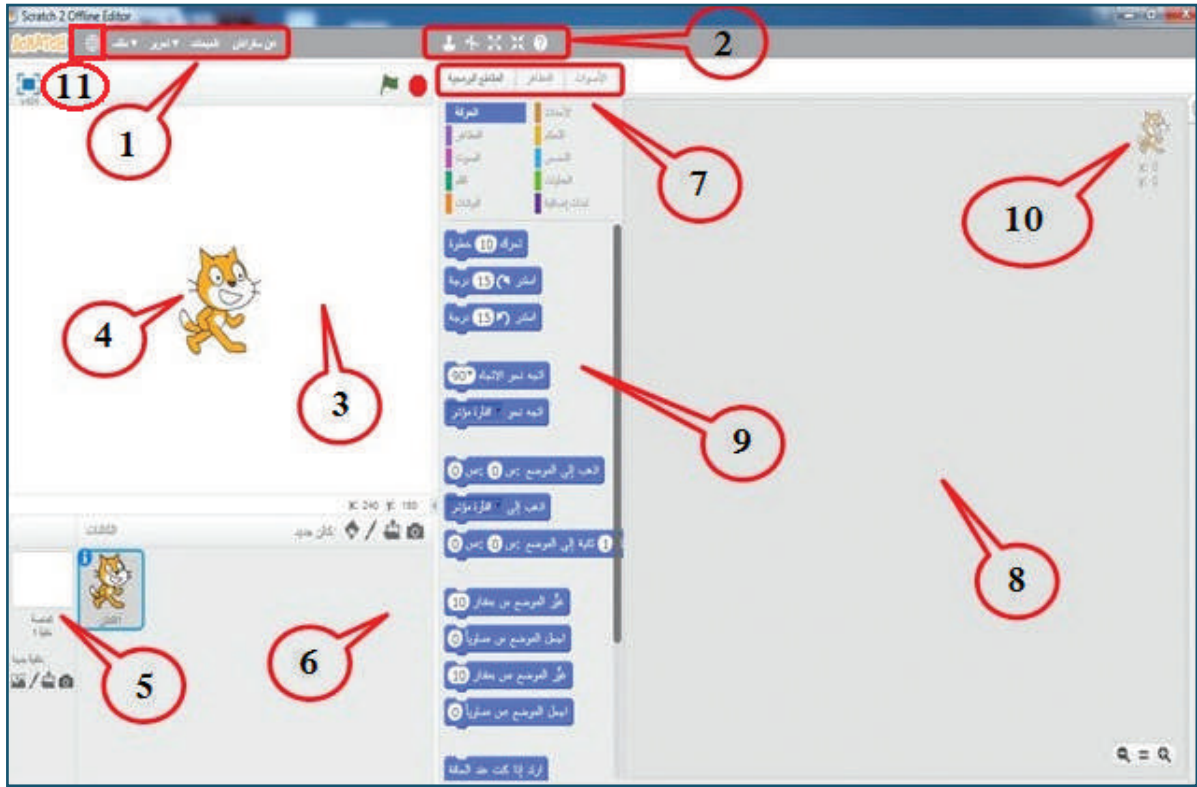 Scratch 2 Offline Editor
SCRATCH ملف ▼ تحرير ▼ التلميحات عن سكراتش
2
11
1
المقاطع البرمجية المظاهر الأصوات
الحركة الأحداث
المظاهر التحكم
الصوت التحسس
القلم العمليات
البيانات لبنات إضافية
7
10
تحرك 10 خطوة
استدر 15 درجة
استدر 15 درجة
4
3
اتجه نحو الاتجاه 90▼
اتجه نحو ▼ الفأرة مؤشر
9
اذهب إلى الموضع س: 0 ص: 0
x: 240 y: 180
اذهب إلى ▼ الفأرة مؤشر
الكائنات كائن جديد:
1 ثانية إلى الموضع س: 0 ص: 0
8
غيِّر الموضع س بمقدار 10
الكائن1
المنصة
خلفية 1
اجعل الموضع س مساوياً 0
6
5
خلفية جديدة
غيِّر الموضع ص بمقدار 10
اجعل الموضع ص مساوياً 0
ارتد إذا كنت عند الحافة